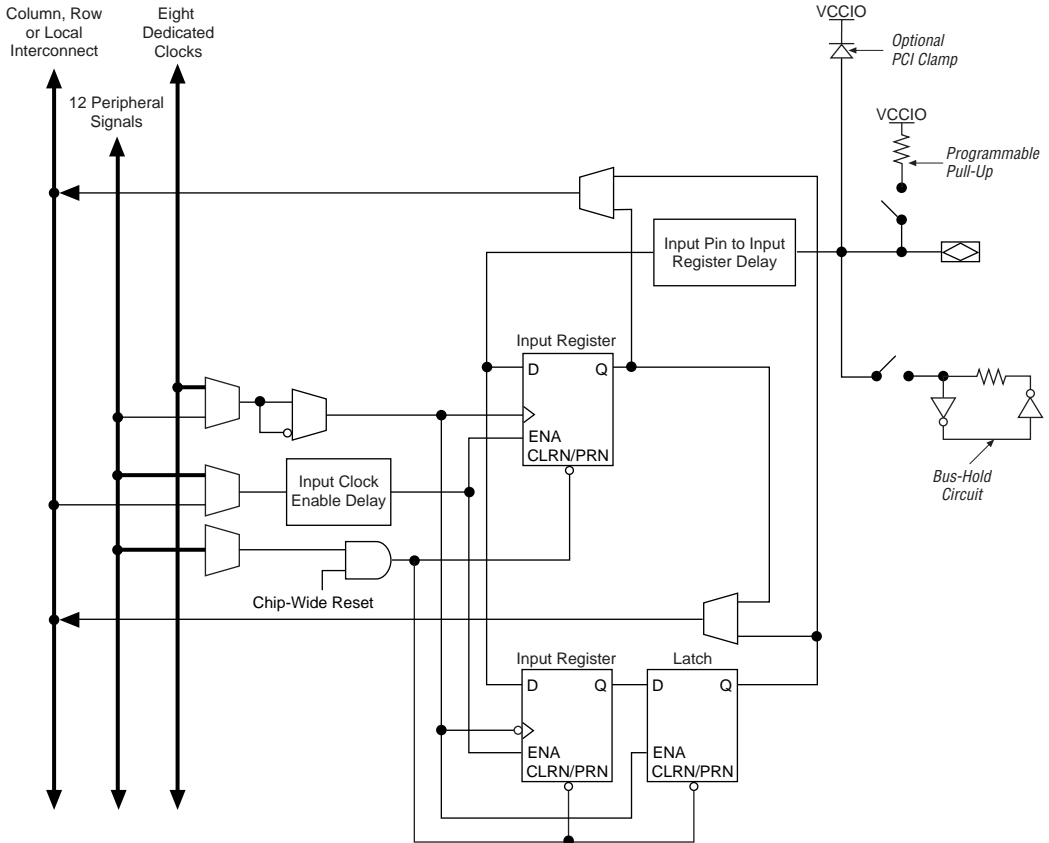 Column, Row
or Local
Interconnect
Eight
Dedicated
Clocks
12 Peripheral
Signals
VCCIO
Optional
PCI Clamp
VCCIO
Programmable
Pull-Up
Input Pin to Input
Register Delay
Input Register
D
Q
ENA
CLRN/PRN
Input Clock
Enable Delay
Bus-Hold
Circuit
Chip-Wide Reset
Input Register
D
Q
ENA
CLRN/PRN
Latch
D
Q
ENA
CLRN/PRN